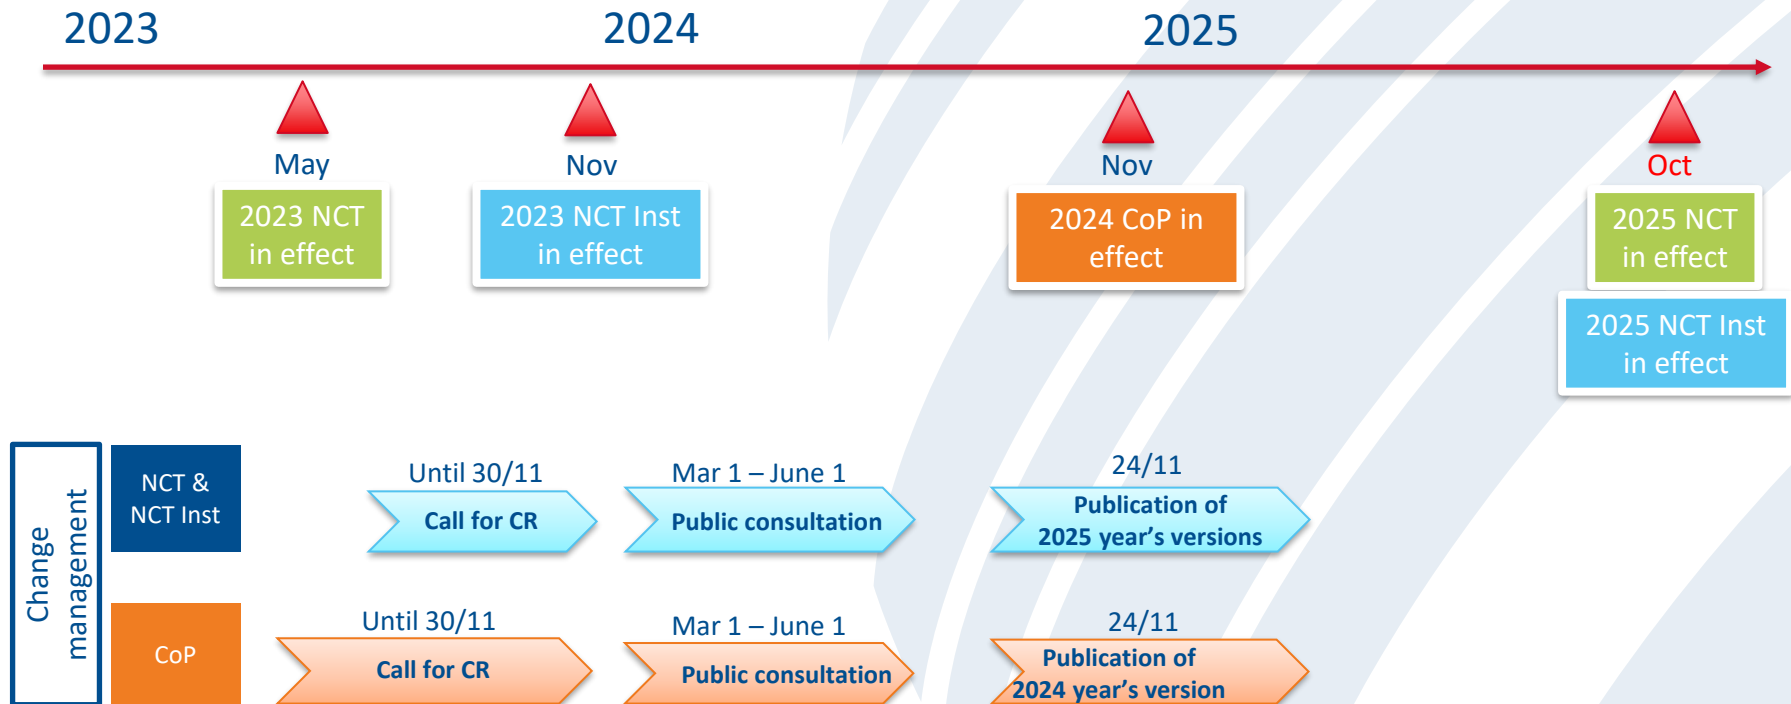 2023
2024
2025
May
Nov
Nov
Oct
2023 NCT
in effect
2023 NCT Inst
in effect
2024 CoP in
effect
2025 NCT
in effect
2025 NCT Inst
in effect
Change
management
NCT &
NCT Inst
Until 30/11
Call for CR
Mar 1 – June 1
Public consultation
24/11
Publication of
2025 year's versions
CoP
Until 30/11
Call for CR
Mar 1 – June 1
Public consultation
24/11
Publication of
2024 year's version